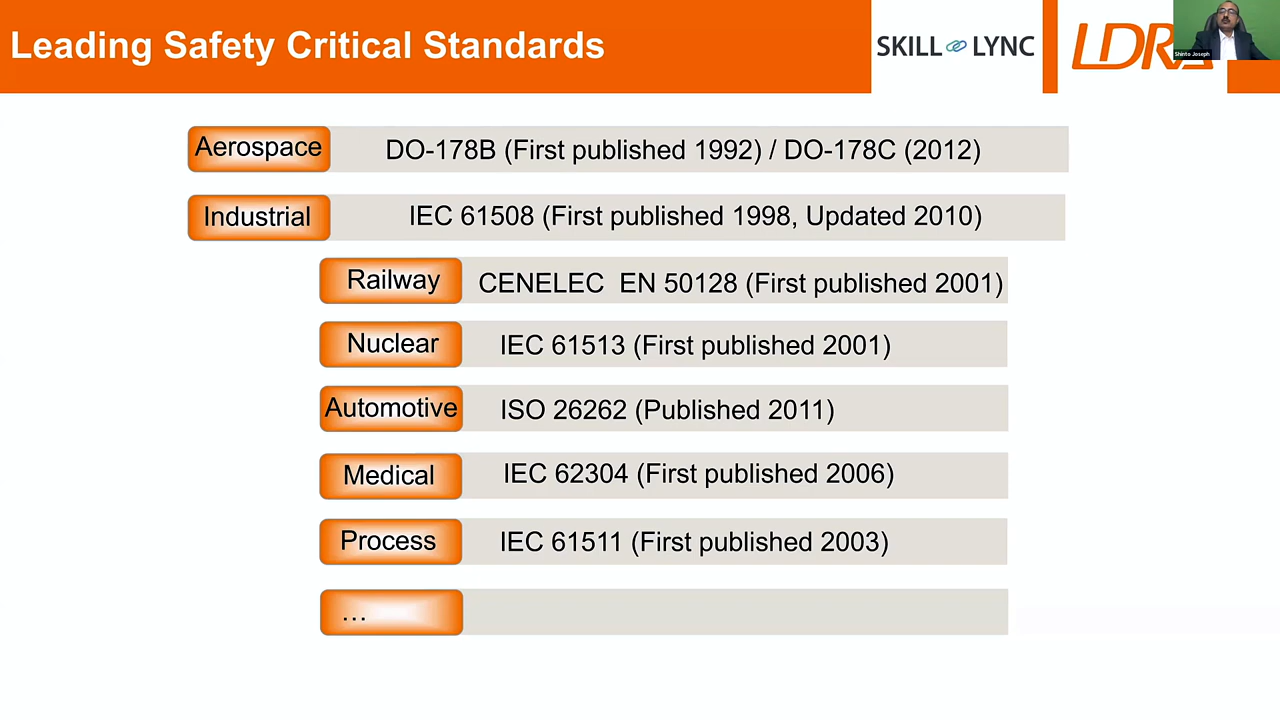 Leading Safety Critical Standards
SKILL LYNC
LDRA
Shinto Joseph
Aerospace DO-178B (First published 1992) / DO-178C (2012)
Industrial IEC 61508 (First published 1998, Updated 2010)
Railway CENELEC EN 50128 (First published 2001)
Nuclear IEC 61513 (First published 2001)
Automotive ISO 26262 (Published 2011)
Medical IEC 62304 (First published 2006)
Process IEC 61511 (First published 2003)
...